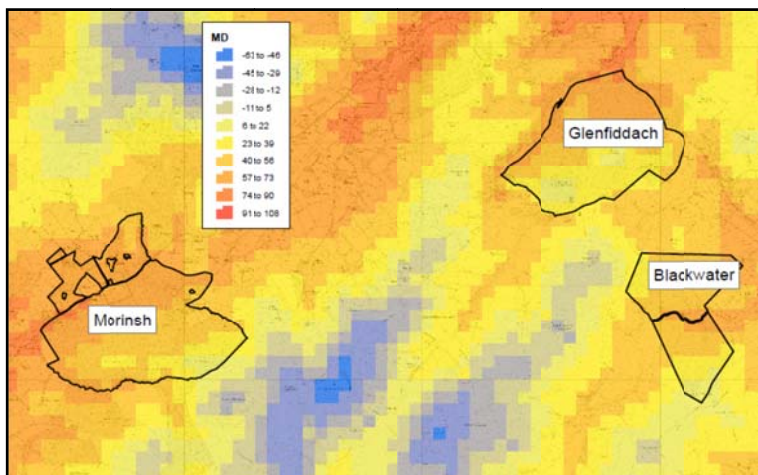 MD
-63 to -46
-45 to -29
-28 to -12
-11 to 5
6 to 22
23 to 39
40 to 56
57 to 73
74 to 90
91 to 108
Glenfiddach
Blackwater
Morinsh